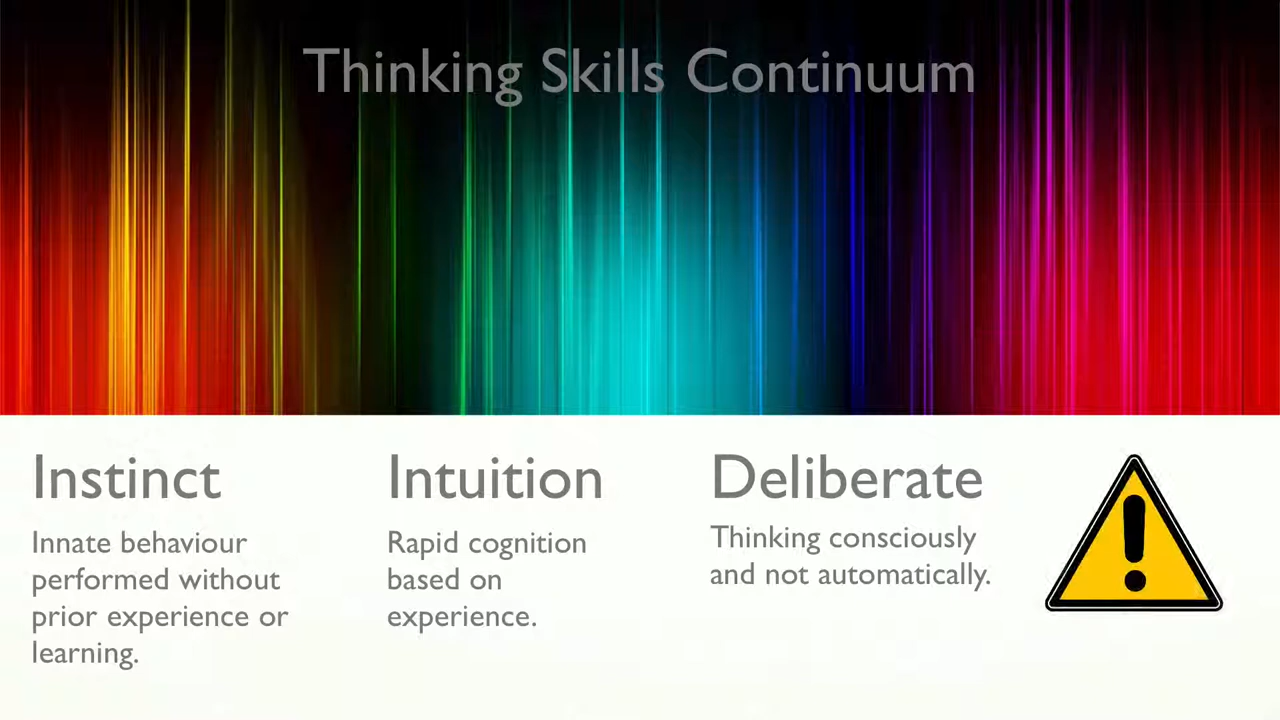 Thinking Skills Continuum
Instinct
Innate behaviour
performed without
prior experience or
learning.
Intuition
Rapid cognition
based on
experience.
Deliberate
Thinking consciously
and not automatically.